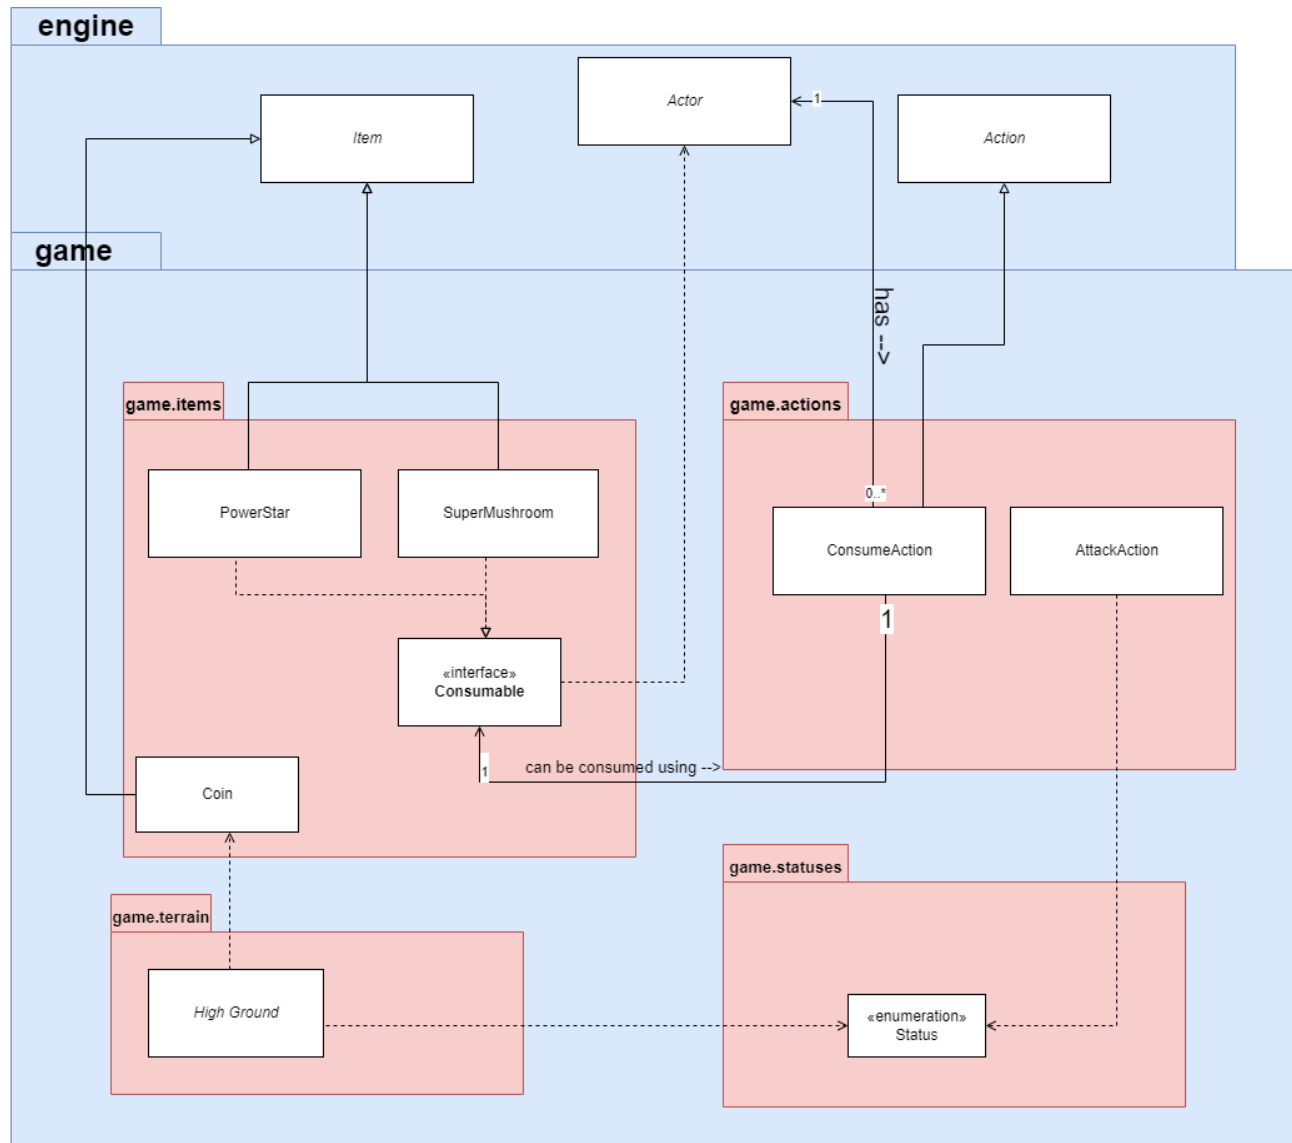 engine
Actor
1
Item
Action
game
has -->
game.items
game.actions
0..*
PowerStar
SuperMushroom
ConsumeAction
AttackAction
1
«interface»
Consumable
can be consumed using -->
1
Coin
game.statuses
game.terrain
High Ground
«enumeration»
Status